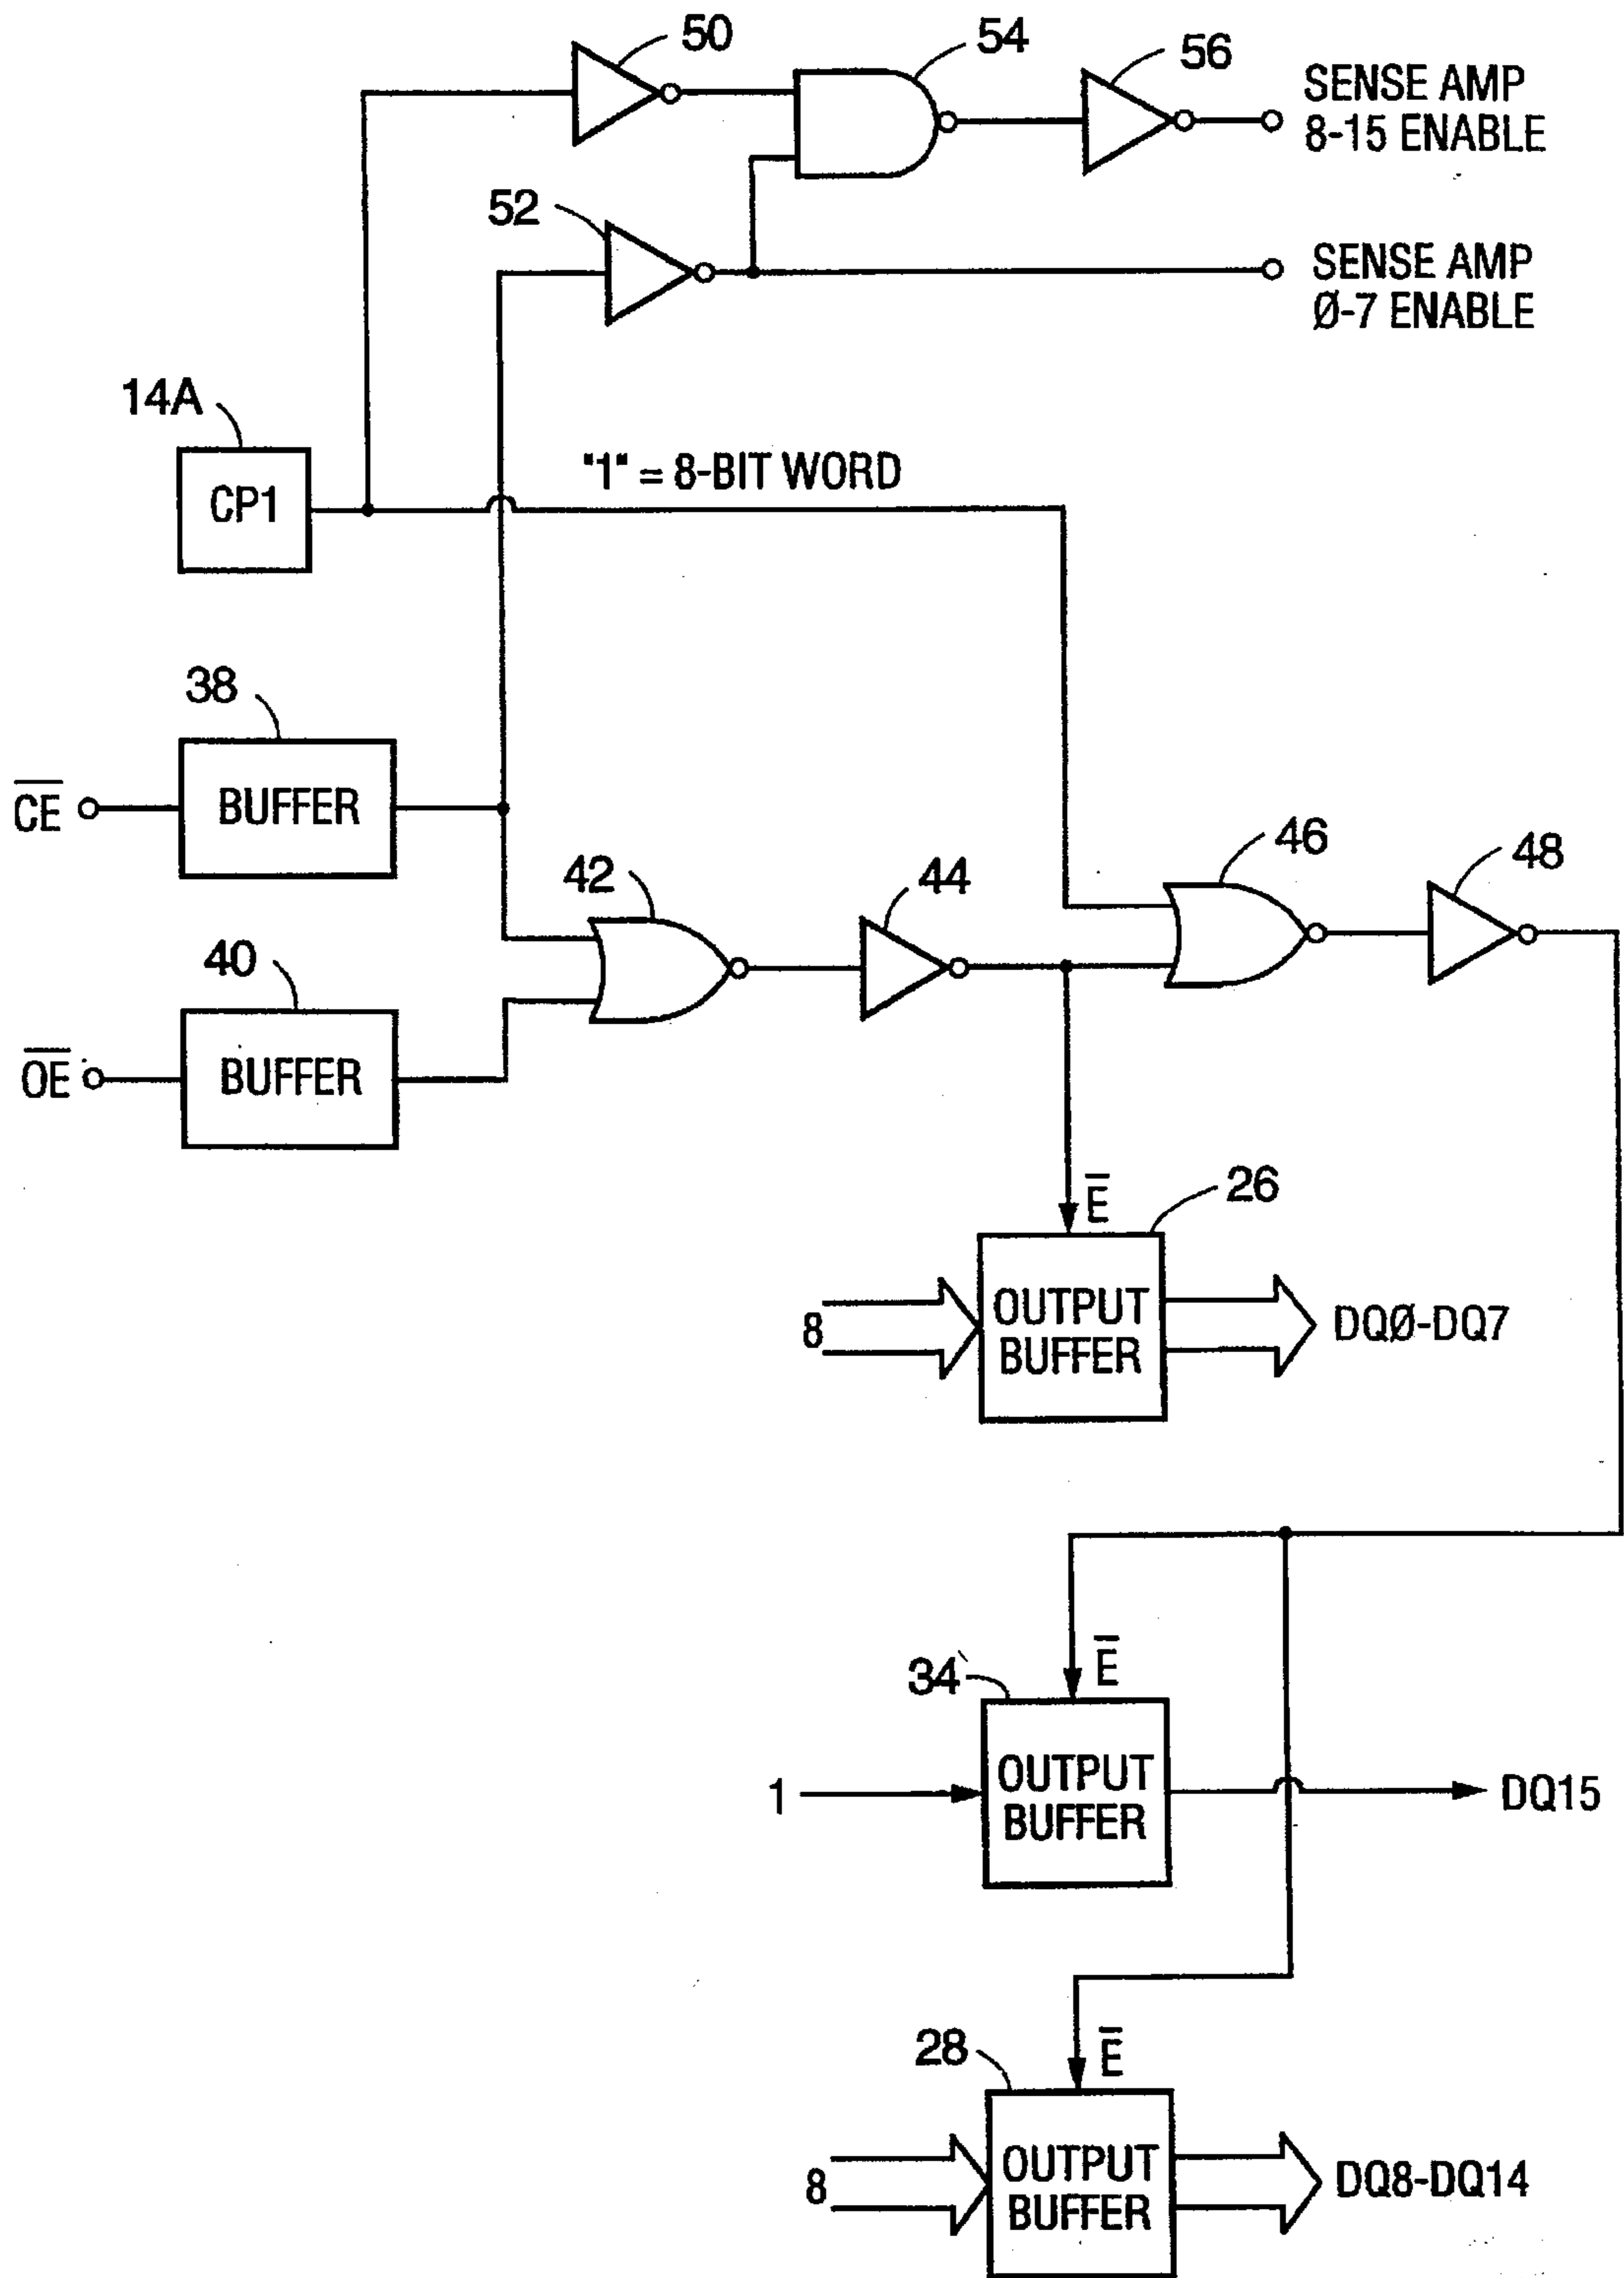 50
54
56
SENSE AMP
8-15 ENABLE
52
SENSE AMP
Ø-7 ENABLE
14A
CP1
"1" = 8-BIT WORD
38
C̅E̅
BUFFER
42
44
46
48
40
O̅E̅
BUFFER
E̅
26
8
OUTPUT
BUFFER
DQØ-DQ7
E̅
34
1
OUTPUT
BUFFER
DQ15
E̅
28
8
OUTPUT
BUFFER
DQ8-DQ14